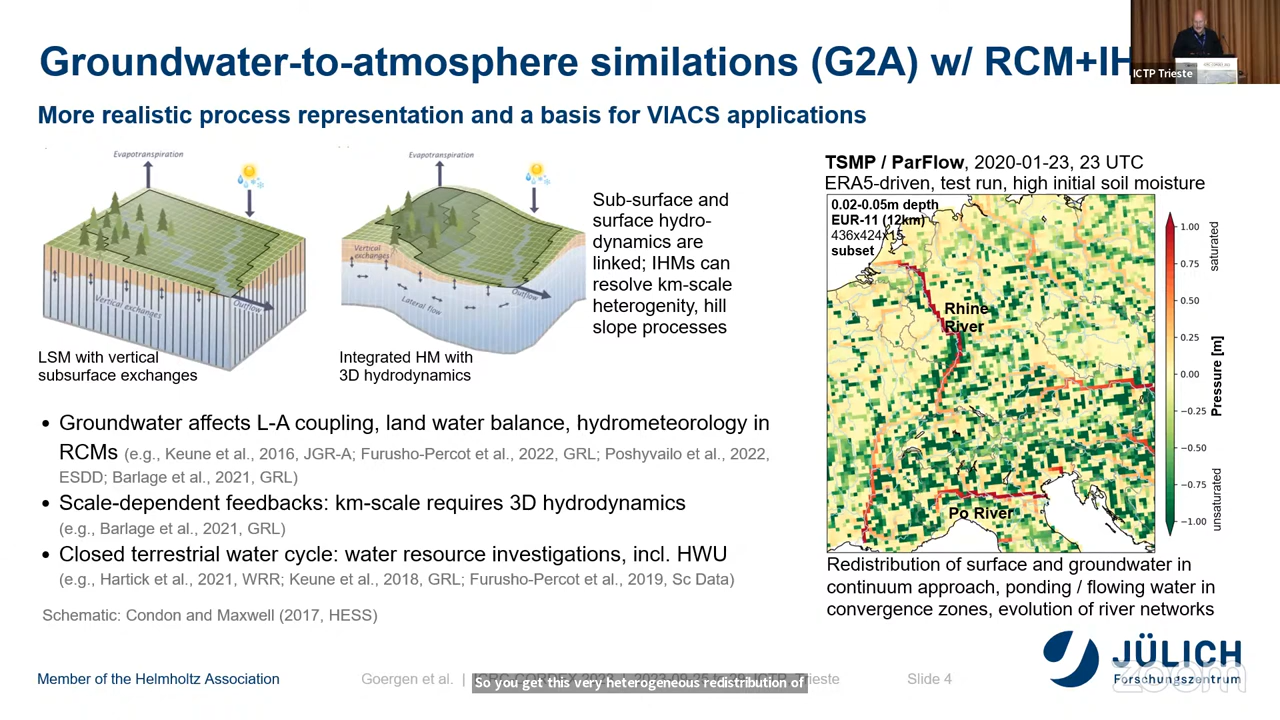 Groundwater-to-atmosphere similations (G2A) w/ RCM+IH
ICTP Trieste
More realistic process representation and a basis for VIACS applications
Evapotranspiration
Vertical exchanges
Outflow
LSM with vertical
subsurface exchanges
Evapotranspiration
Vertical
exchanges
Lateral flow
Outflow
Integrated HM with
3D hydrodynamics
Sub-surface and
surface hydro-
dynamics are
linked; IHMs can
resolve km-scale
heterogenity, hill
slope processes
TSMP / ParFlow, 2020-01-23, 23 UTC
ERA5-driven, test run, high initial soil moisture
0.02-0.05m depth
EUR-11 (12km)
436x424x15
subset
Rhine
River
Po River
1.00
0.75
0.50
0.25
0.00
−0.25
−0.50
−0.75
−1.00
saturated
Pressure [m]
unsaturated
Redistribution of surface and groundwater in
continuum approach, ponding / flowing water in
convergence zones, evolution of river networks
• Groundwater affects L-A coupling, land water balance, hydrometeorology in
RCMs (e.g., Keune et al., 2016, JGR-A; Furusho-Percot et al., 2022, GRL; Poshyvailo et al., 2022,
ESDD; Barlage et al., 2021, GRL)
• Scale-dependent feedbacks: km-scale requires 3D hydrodynamics
(e.g., Barlage et al., 2021, GRL)
• Closed terrestrial water cycle: water resource investigations, incl. HWU
(e.g., Hartick et al., 2021, WRR; Keune et al., 2018, GRL; Furusho-Percot et al., 2019, Sc Data)
Schematic: Condon and Maxwell (2017, HESS)
JÜLICH
Forschungszentrum
zoom
Member of the Helmholtz Association
Goergen et al. |
Trieste
Slide 4
So you get this very heterogeneous redistribution of